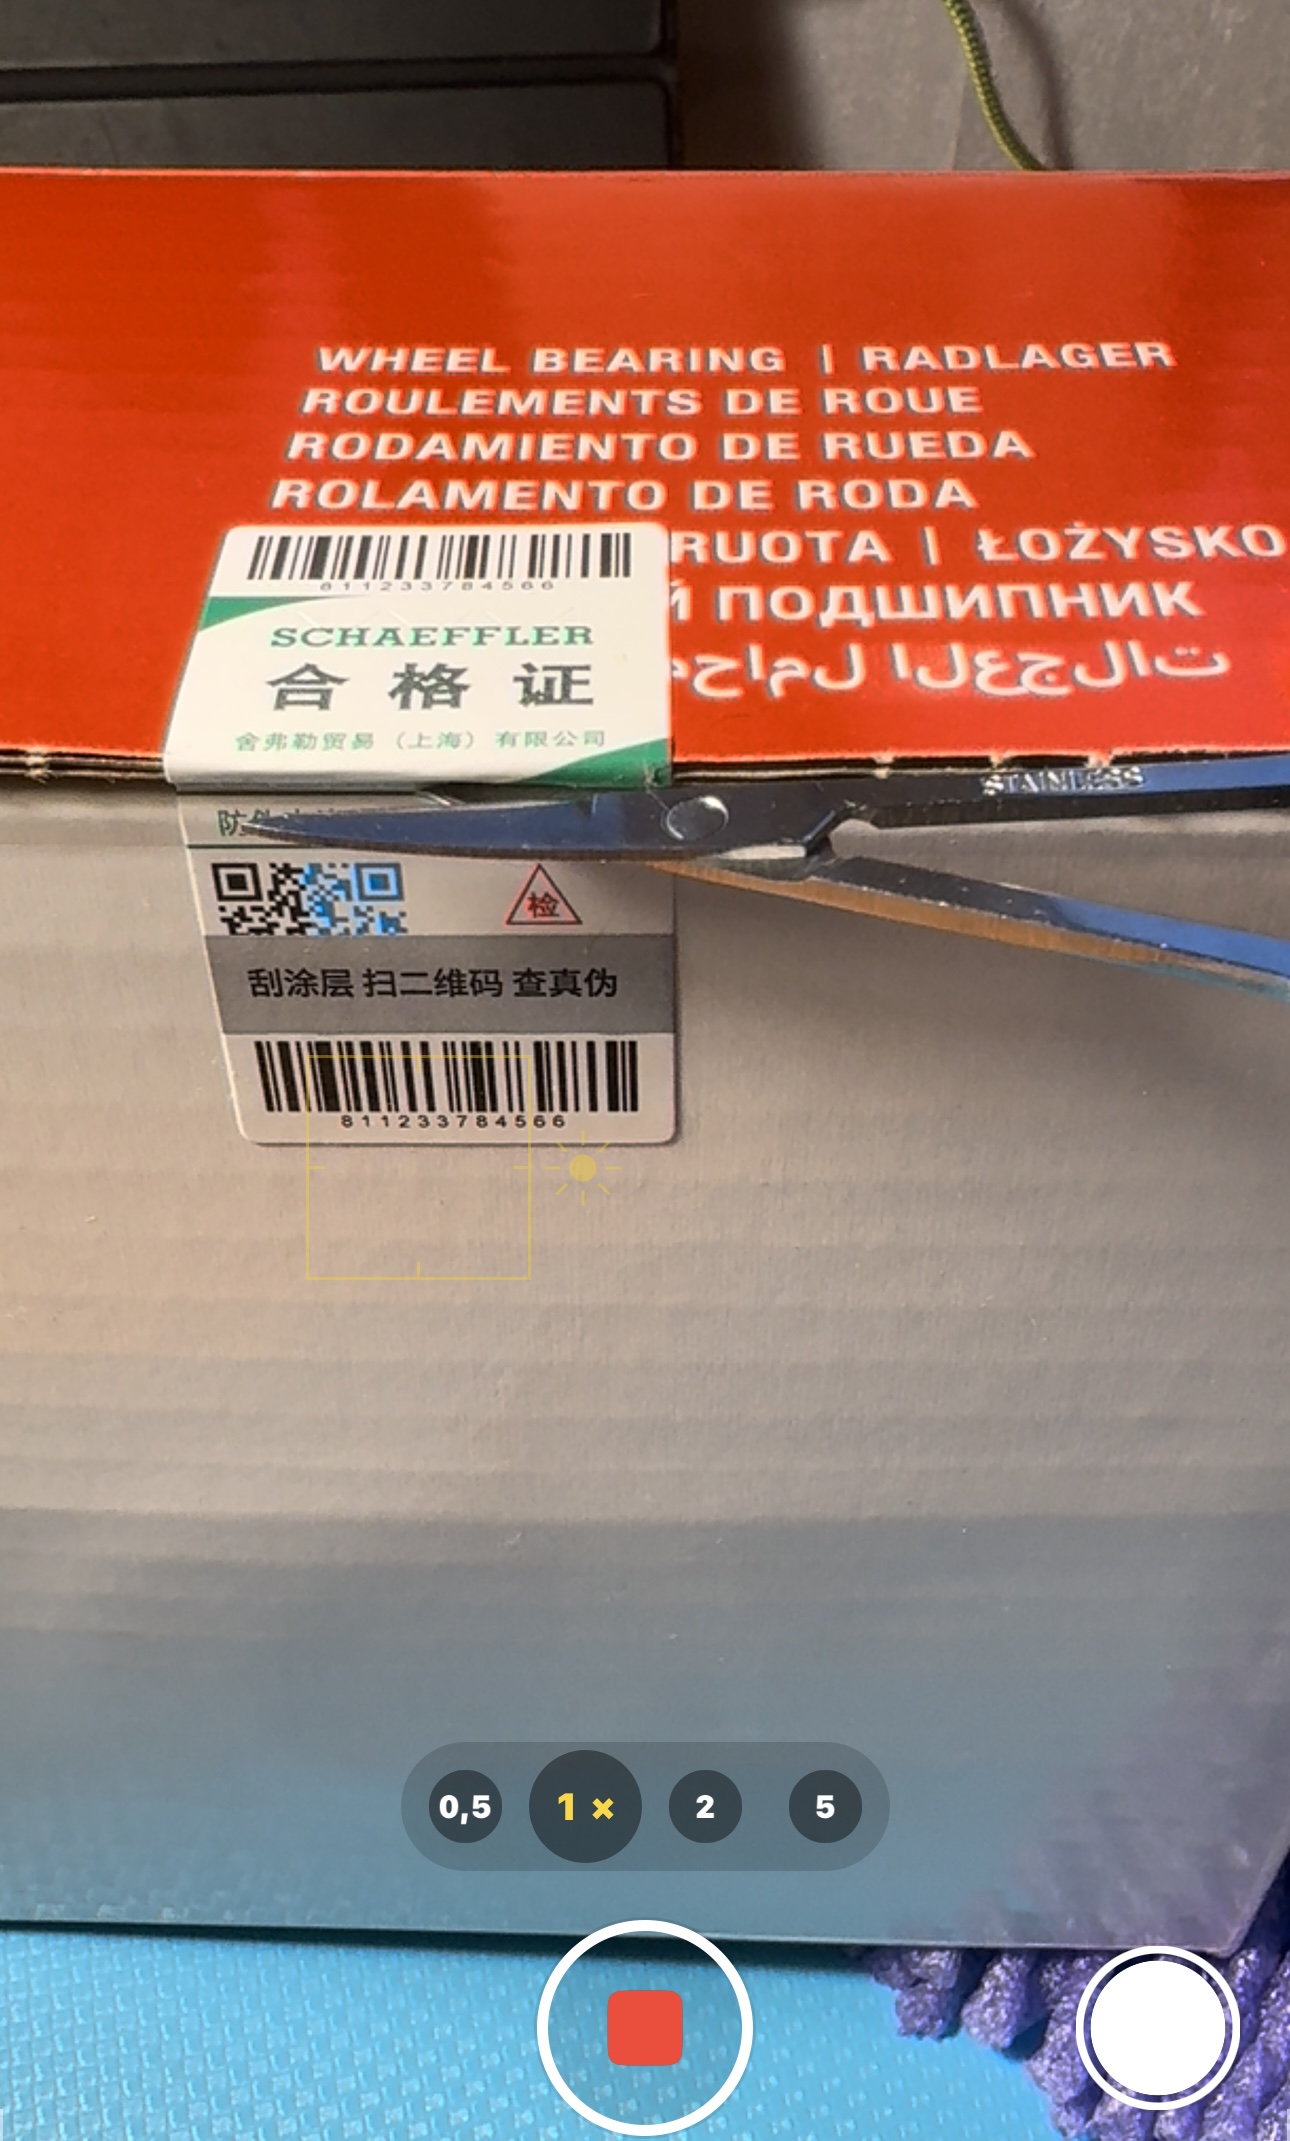 WHEEL BEARING | RADLAGER
ROULEMENTS DE ROUE
RODAMIENTO DE RUEDA
ROLAMENTO DE RODA
RUOTA | ŁOŻYSKO
ПОДШИПНИК
811233784566
SCHAEFFLER
合格证
舍弗勒贸易（上海）有限公司
STAINLESS
防
检
刮涂层 扫二维码 查真伪
811233784566
0,5
1×
2
5